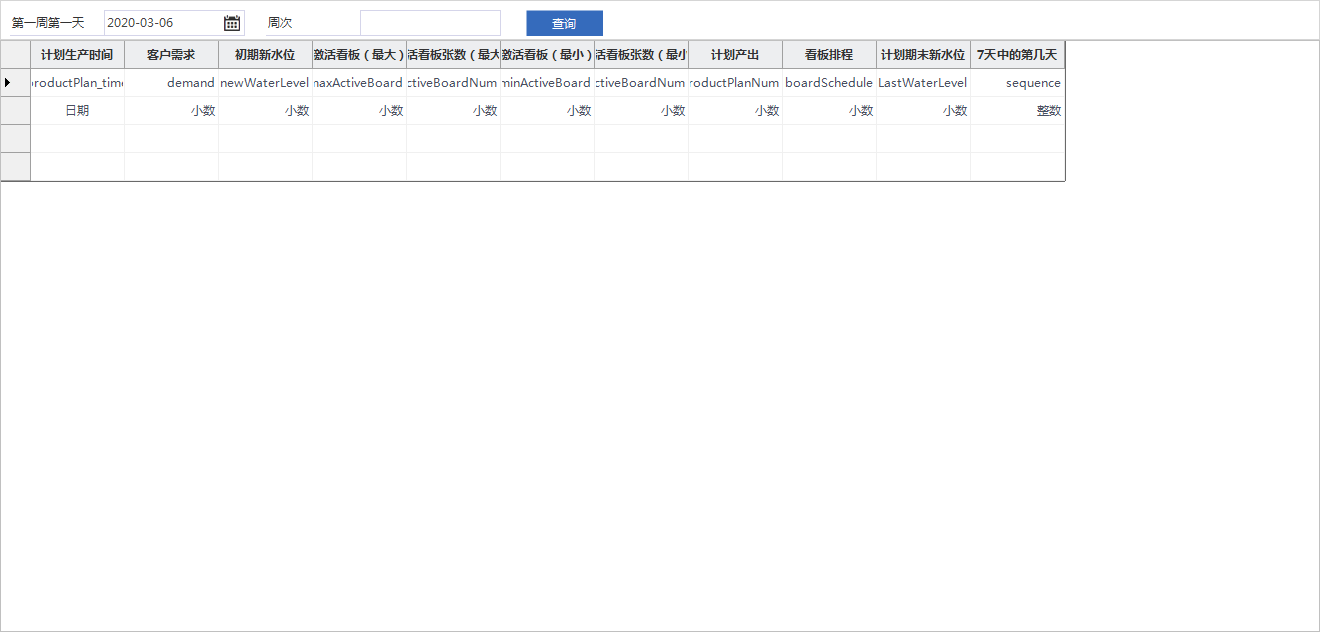 第一周第一天 2020-03-06 周次 查询
计划生产时间 客户需求 初期新水位 激活看板（最大） 活看板张数（最大 激活看板（最小） 活看板张数（最小 计划产出 看板排程 计划期末新水位 7天中的第几天
productPlan_time demand newWaterLevel maxActiveBoard ctiveBoardNum minActiveBoard ctiveBoardNum roductPlanNum boardSchedule LastWaterLevel sequence
日期 小数 小数 小数 小数 小数 小数 小数 小数 小数 整数